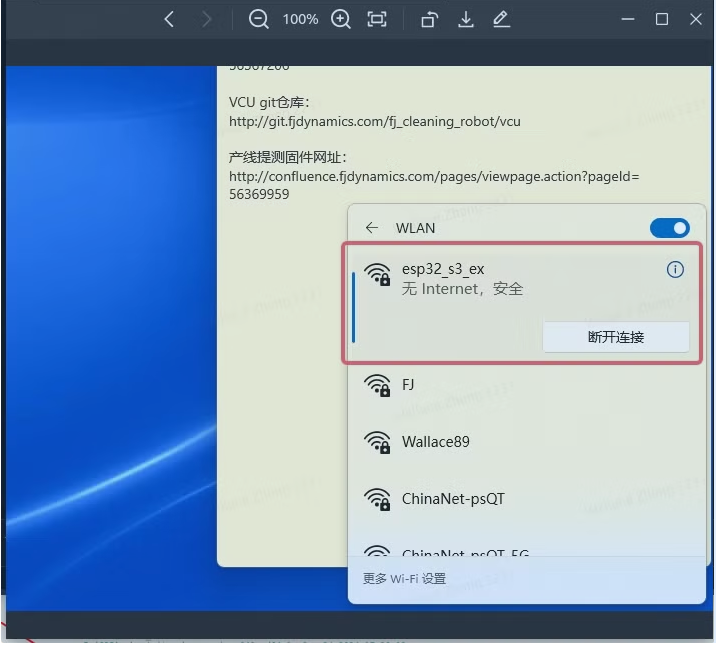 100%
VCU git仓库：
http://git.fjdynamics.com/fj_cleaning_robot/vcu
产线提测固件网址：
http://confluence.fjdynamics.com/pages/viewpage.action?pageId=
56369959
WLAN
esp32_s3_ex
无 Internet，安全
断开连接
FJ
Wallace89
ChinaNet-psQT
ChinaNet-psQT-5G
更多 Wi-Fi 设置